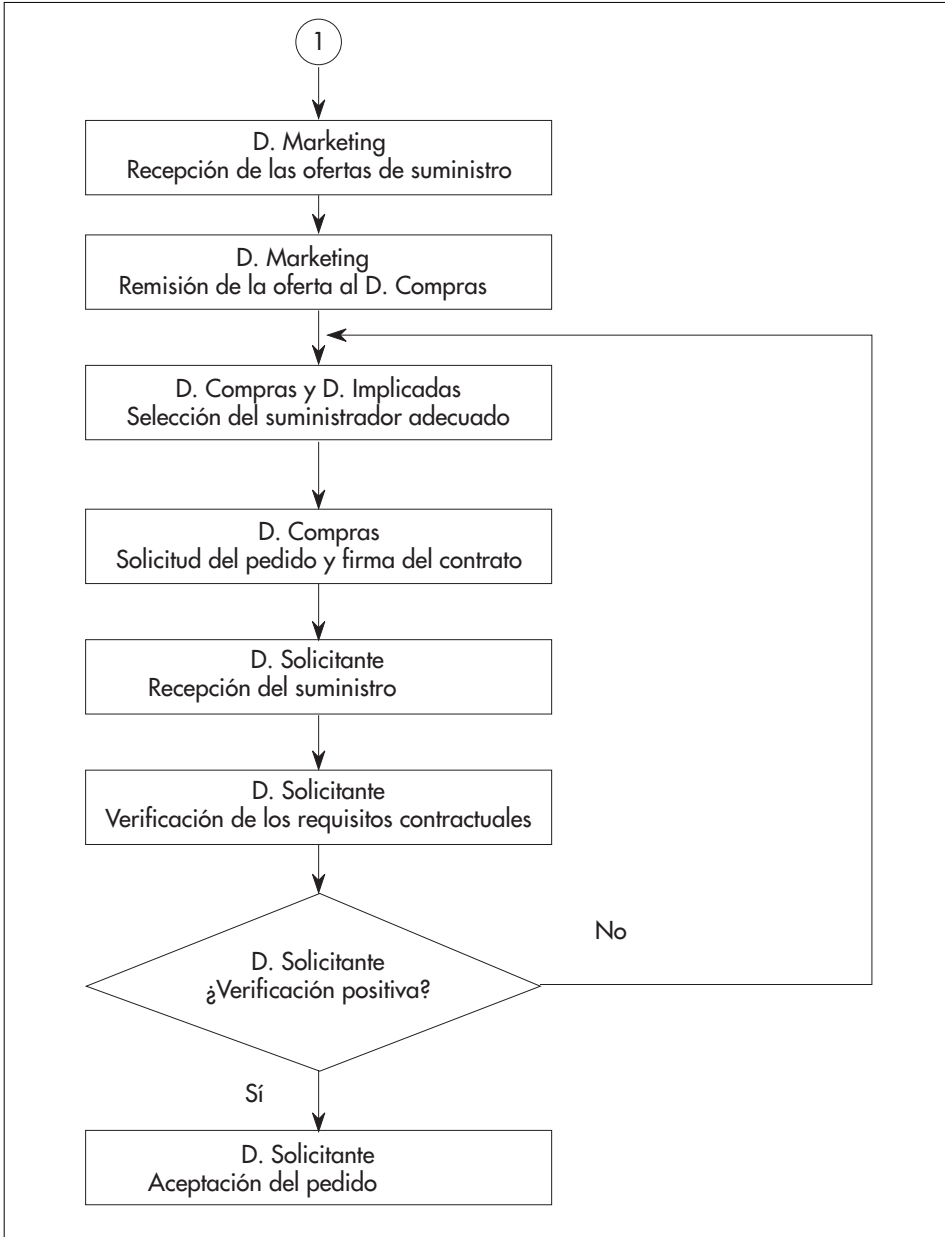 1
D. Marketing
Recepción de las ofertas de suministro
D. Marketing
Remisión de la oferta al D. Compras
D. Compras y D. Implicadas
Selección del suministrador adecuado
D. Compras
Solicitud del pedido y firma del contrato
D. Solicitante
Recepción del suministro
D. Solicitante
Verificación de los requisitos contractuales
No
D. Solicitante
¿Verificación positiva?
Sí
D. Solicitante
Aceptación del pedido